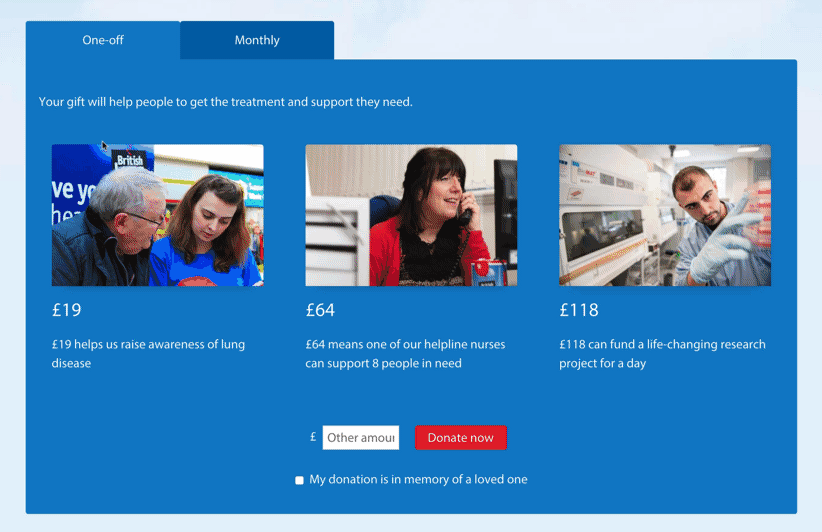 One-off
Monthly
Your gift will help people to get the treatment and support they need.
British
ve yo
he
£19
£64
£118
£19 helps us raise awareness of lung
disease
£64 means one of our helpline nurses
can support 8 people in need
£118 can fund a life-changing research
project for a day
£
Other amoun
Donate now
My donation is in memory of a loved one